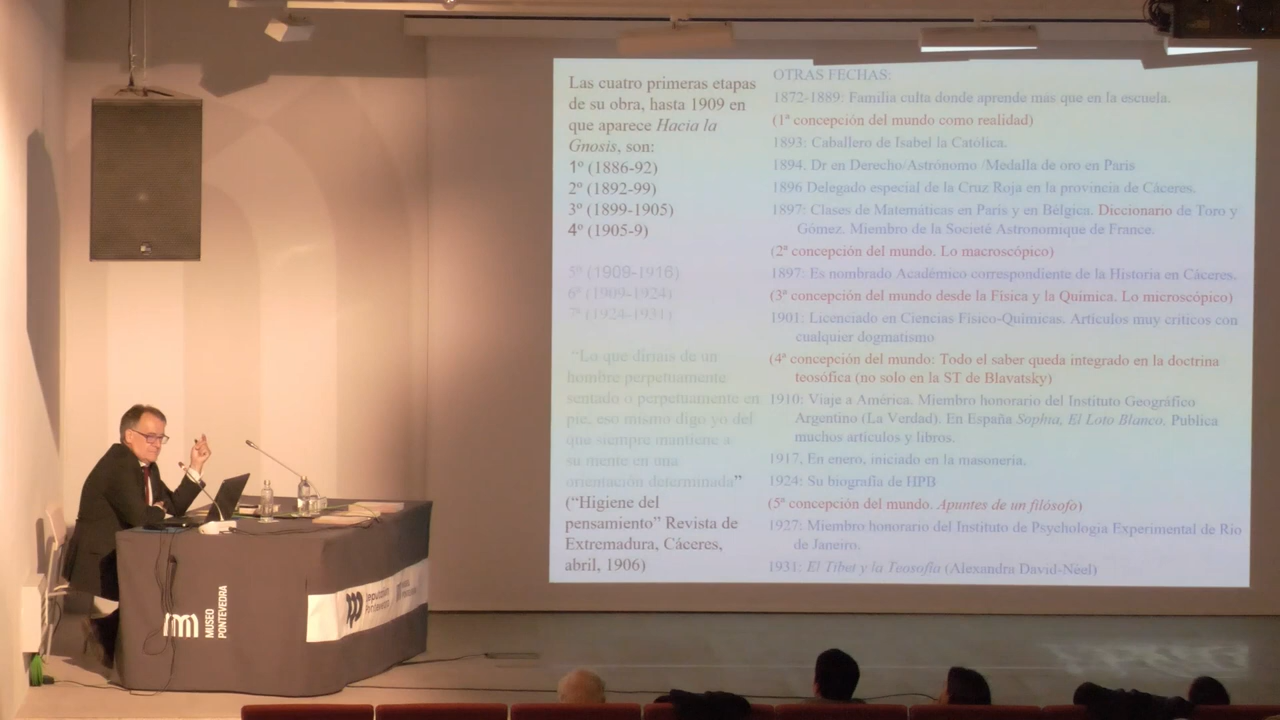 Las cuatro primeras etapas
de su obra, hasta 1909 en
que aparece Hacia la
Gnosis, son:
1º (1886-92)
2º (1892-99)
3º (1899-1905)
4º (1905-9)
5º (1909-1916)
6º (1909-1924)
7º (1924-1931)
“Lo que diríais de un
hombre perpetuamente
sentado o perpetuamente en
pie, eso mismo digo yo del
que siempre mantiene a
su mente en una
orientación determinada”
(“Higiene del
pensamiento” Revista de
Extremadura, Cáceres,
abril, 1906)
OTRAS FECHAS:
1872-1889: Familia culta donde aprende más que en la escuela.
(1ª concepción del mundo como realidad)
1893: Caballero de Isabel la Católica.
1894. Dr en Derecho/Astrónomo /Medalla de oro en Paris
1896 Delegado especial de la Cruz Roja en la provincia de Cáceres.
1897: Clases de Matemáticas en París y en Bélgica. Diccionario de Toro y
Gómez. Miembro de la Societé Astronomique de France.
(2ª concepción del mundo. Lo macroscópico)
1897: Es nombrado Académico correspondiente de la Historia en Cáceres.
(3ª concepción del mundo desde la Física y la Química. Lo microscópico)
1901: Licenciado en Ciencias Físico-Químicas. Artículos muy críticos con
cualquier dogmatismo
(4ª concepción del mundo: Todo el saber queda integrado en la doctrina
teosófica (no solo en la ST de Blavatsky)
1910: Viaje a América. Miembro honorario del Instituto Geográfico
Argentino (La Verdad). En España Sophia, El Loto Blanco, Publica
muchos artículos y libros.
1917. En enero, iniciado en la masonería.
1924: Su biografía de HPB
(5ª concepción del mundo. Apuntes de un filósofo)
1927: Miembro honorario del Instituto de Psychología Experimental de Río
de Janeiro.
1931: El Tíbet y la Teosofía (Alexandra David-Néel)
MUSEO
PONTEVEDRA
Deputación
Pontevedra